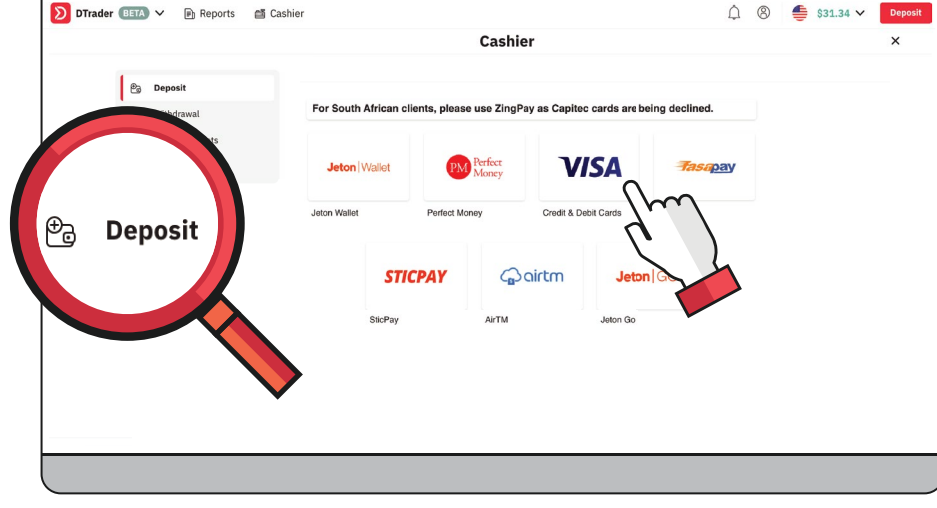 DTrader BETA Reports Cashier $31.34 Deposit
Cashier
Deposit
For South African clients, please use ZingPay as Capitec cards are being declined.
Jeton Wallet PM Perfect Money VISA Fasapay
Jeton Wallet Perfect Money Credit & Debit Cards
Deposit
STICPAY airtm Jeton
SticPay AirTM Jeton Go